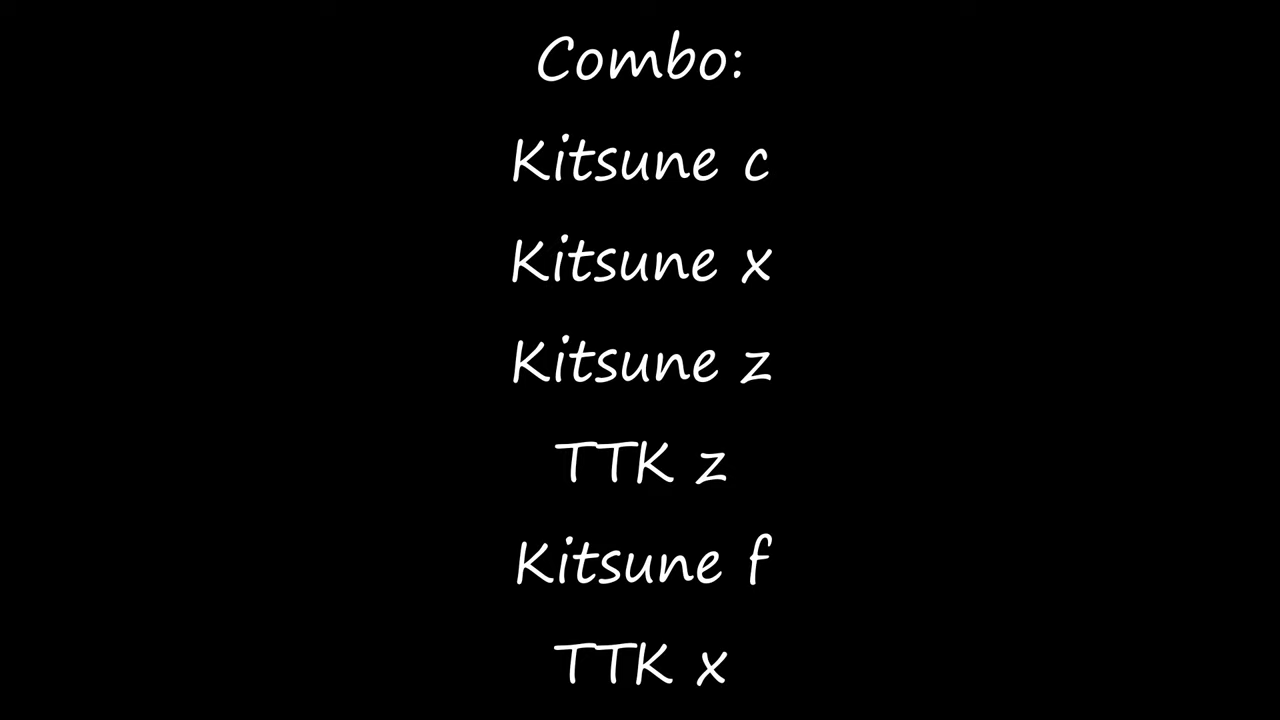 Combo:
Kitsune c
Kitsune x
Kitsune z
TTK z
Kitsune f
TTK x